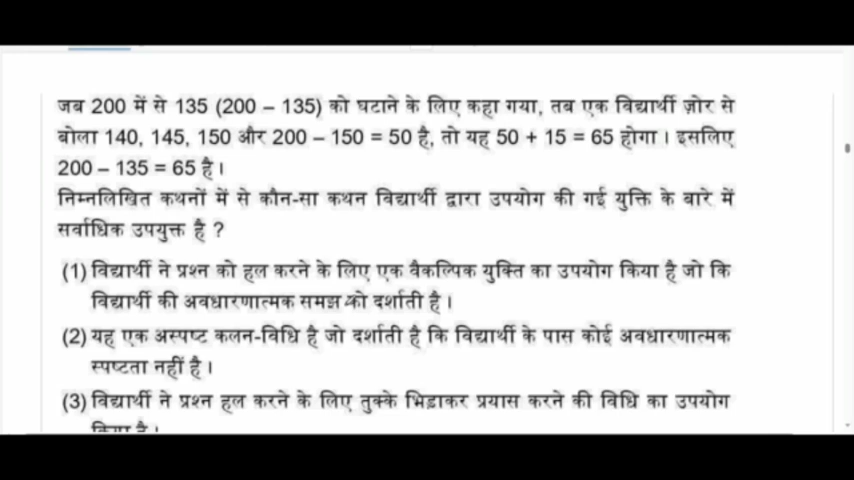 जब 200 में से 135 (200 – 135) को घटाने के लिए कहा गया, तब एक विद्यार्थी ज़ोर से
बोला 140, 145, 150 और 200 – 150 = 50 है, तो यह 50 + 15 = 65 होगा। इसलिए
200 – 135 = 65 है।
निम्नलिखित कथनों में से कौन-सा कथन विद्यार्थी द्वारा उपयोग की गई युक्ति के बारे में
सर्वाधिक उपयुक्त है ?
(1) विद्यार्थी ने प्रश्न को हल करने के लिए एक वैकल्पिक युक्ति का उपयोग किया है जो कि
विद्यार्थी की अवधारणात्मक समझ को दर्शाती है।
(2) यह एक अस्पष्ट कलन-विधि है जो दर्शाती है कि विद्यार्थी के पास कोई अवधारणात्मक
स्पष्टता नहीं है।
(3) विद्यार्थी ने प्रश्न हल करने के लिए तुक्के भिड़ाकर प्रयास करने की विधि का उपयोग
किया है।